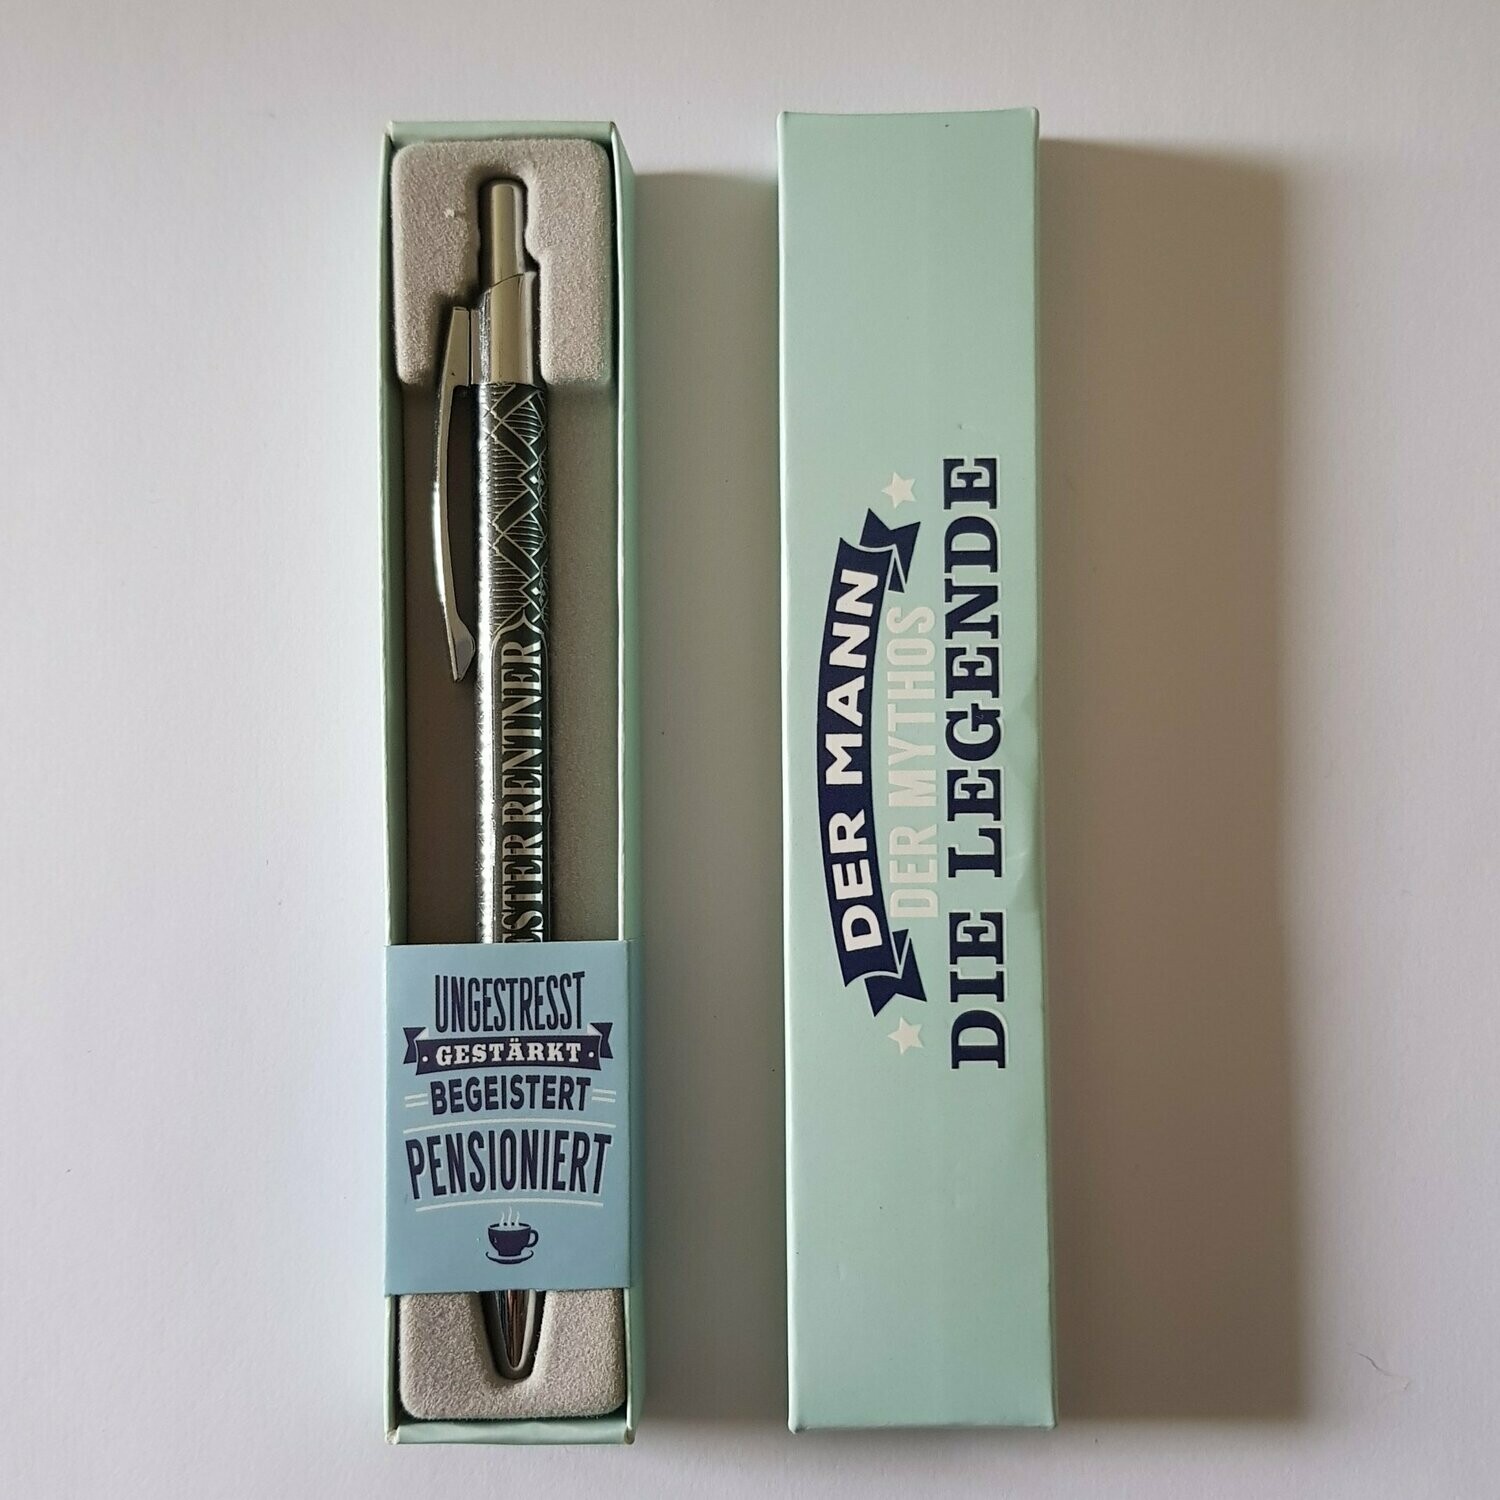 ESTER RENTNER
UNGESTRESST
GESTÄRKT
BEGEISTERT
PENSIONIERT
DER MANN
DER MYTHOS
DIE LEGENDE